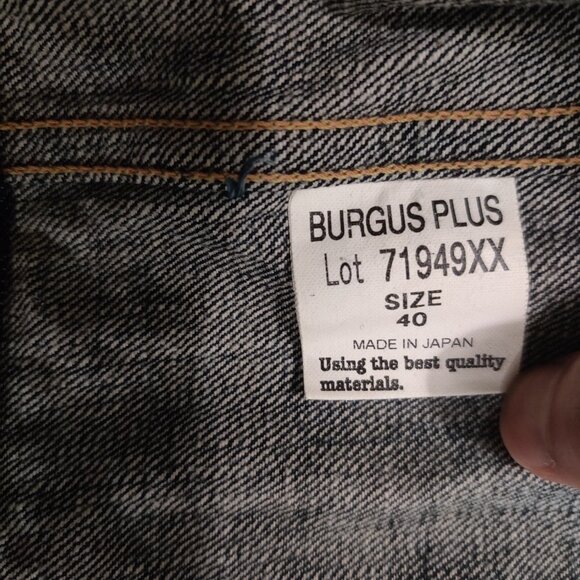 BURGUS PLUS
Lot 71949XX
SIZE
40
MADE IN JAPAN
Using the best quality
materials.